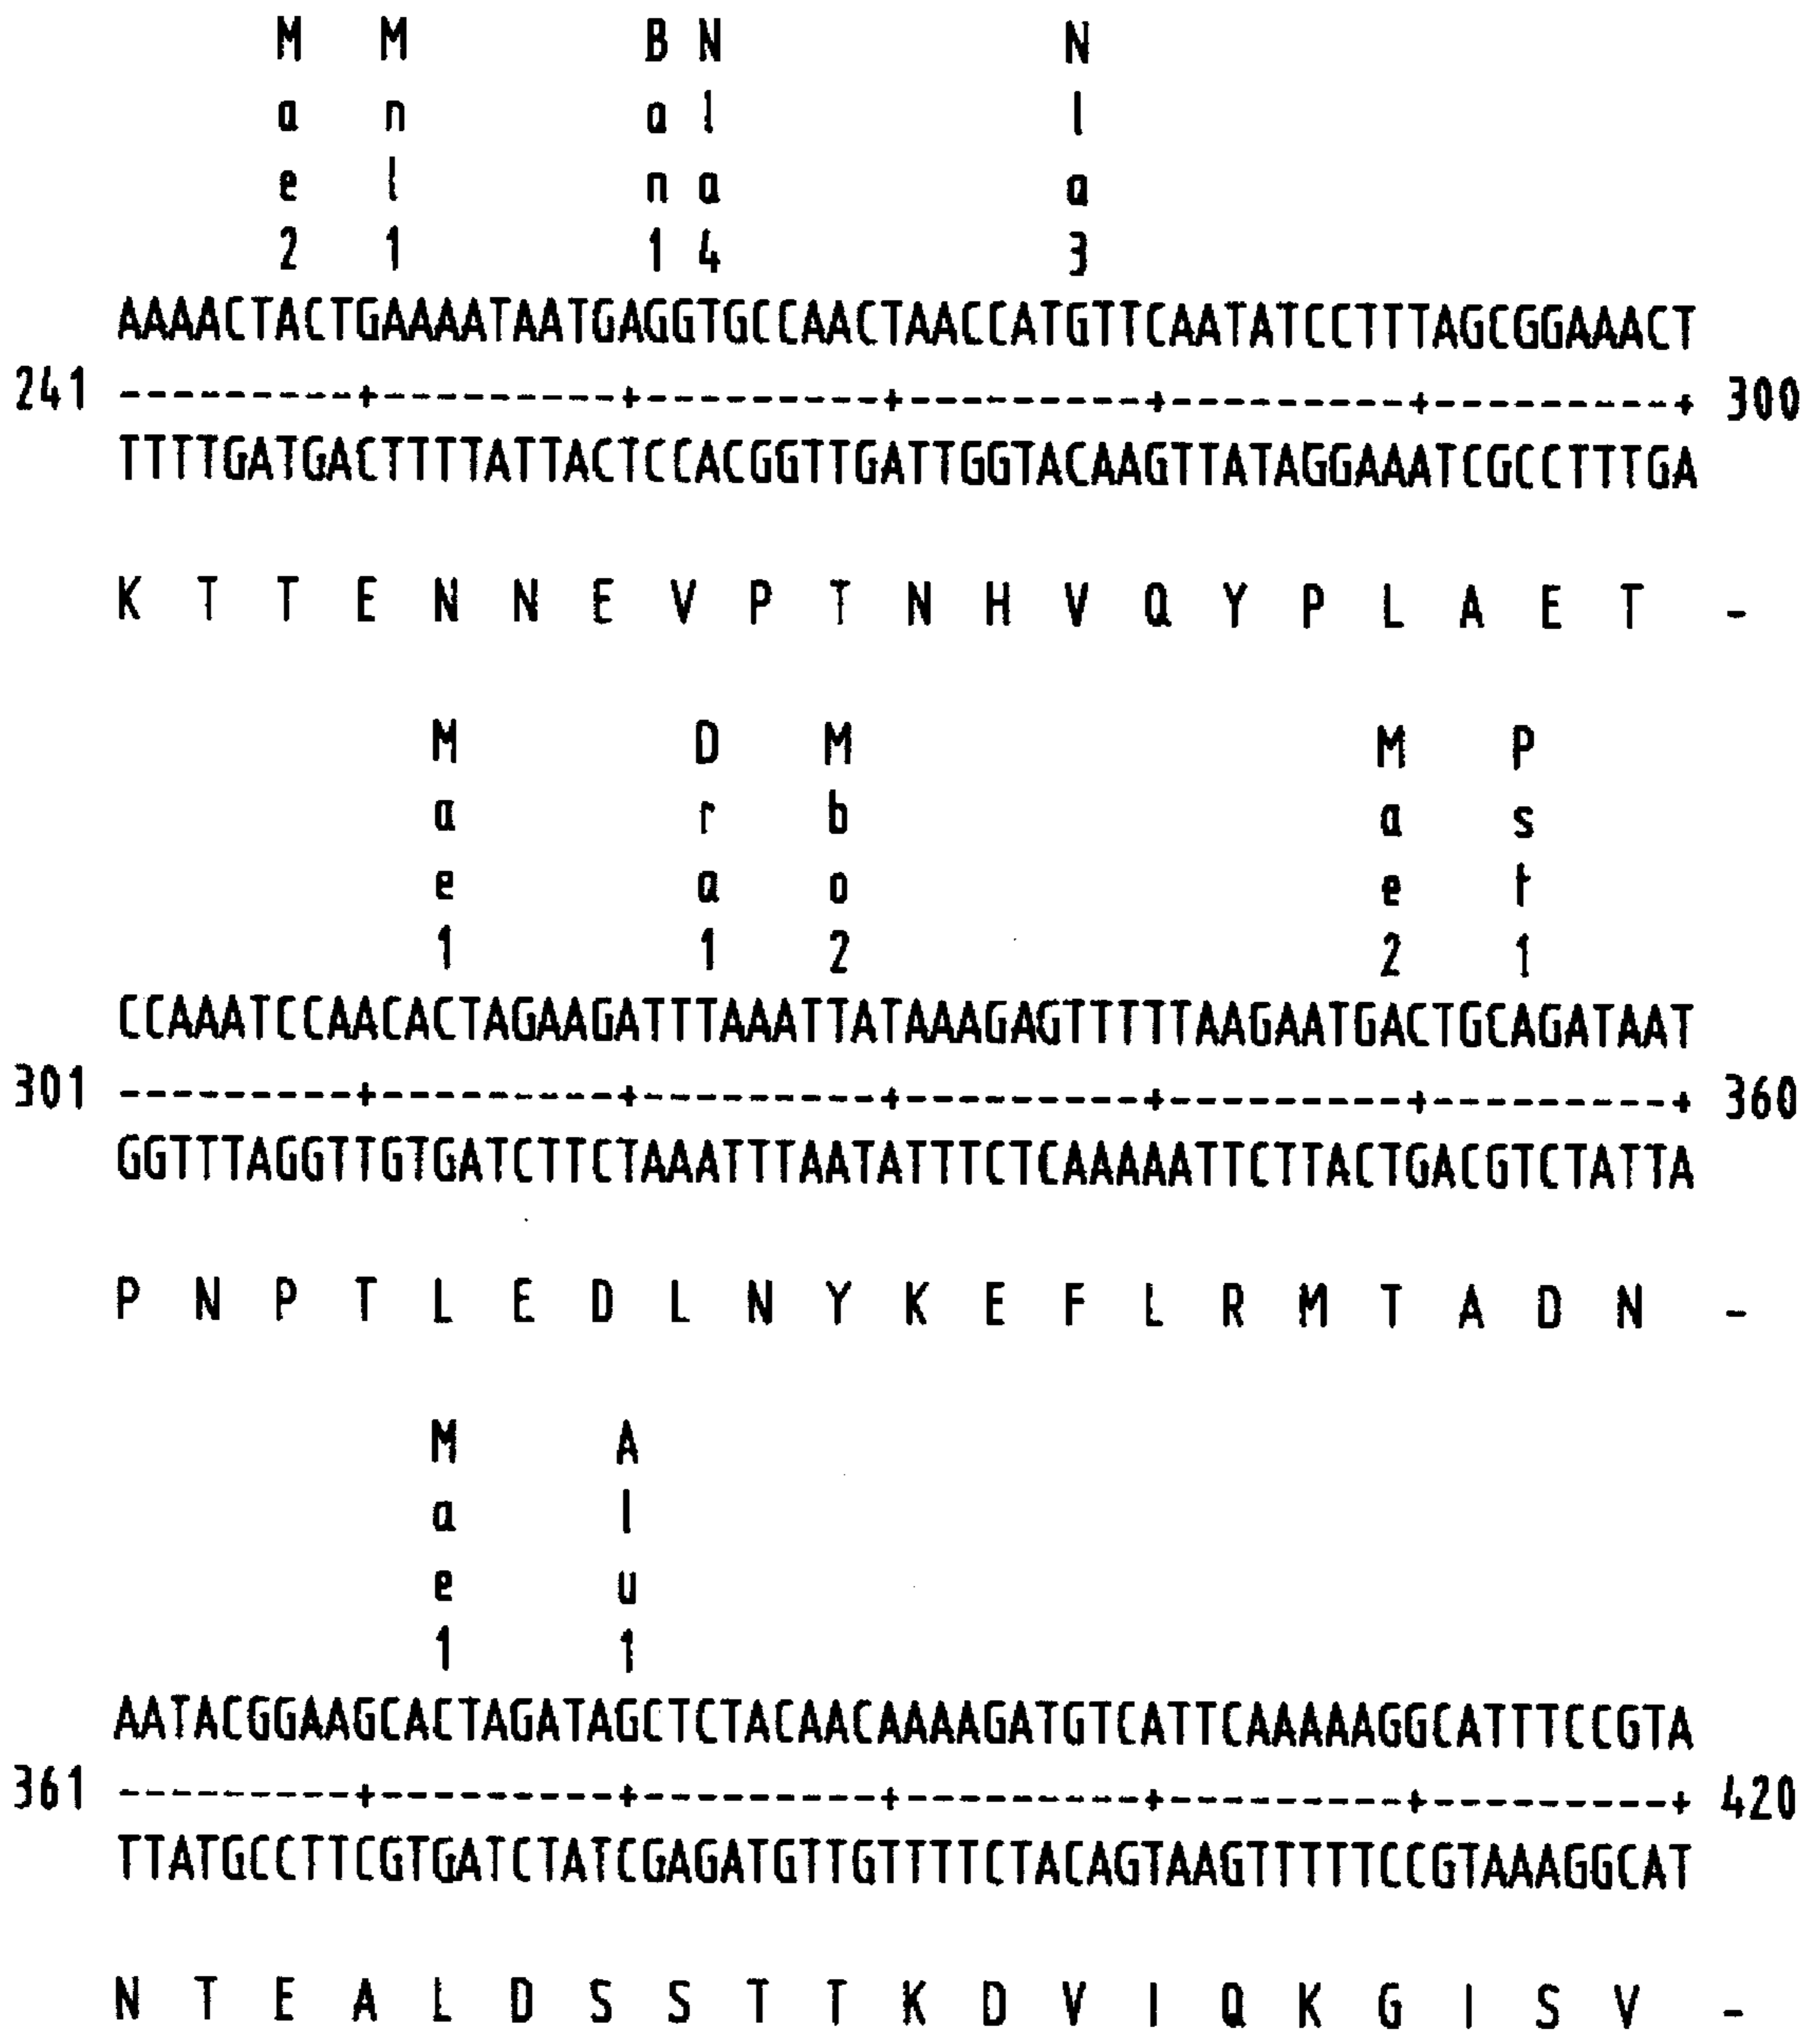 M M B N N
a n a l l
e l n a a
2 1 1 4 3
AAAACTACTGAAAATAATGAGGTGCCAACTAACCATGTTCAATATCCTTTAGCGGAAACT
241 ---------+---------+---------+---------+---------+---------+ 300
TTTTGATGACTTTTATTACTCCACGGTTGATTGGTACAAGTTATAGGAAATCGCCTTTGA
K T T E N N E V P T N H V Q Y P L A E T -
M D M M P
a r b a s
e a o e t
1 1 2 2 1
CCAAATCCAACACTAGAAGATTTAAATTATAAAGAGTTTTTAAGAATGACTGCAGATAAT
301 ---------+---------+---------+---------+---------+---------+ 360
GGTTTAGGTTGTGATCTTCTAAATTTAATATTTCTCAAAAATTCTTACTGACGTCTATTA
P N P T L E D L N Y K E F L R M T A D N -
M A
a l
e u
1 1
AATACGGAAGCACTAGATAGCTCTACAACAAAAGATGTCATTCAAAAAGGCATTTCCGTA
361 ---------+---------+---------+---------+---------+---------+ 420
TTATGCCTTCGTGATCTATCGAGATGTTGTTTTCTACAGTAAGTTTTTCCGTAAAGGCAT
N T E A L D S S T T K D V I Q K G I S V -